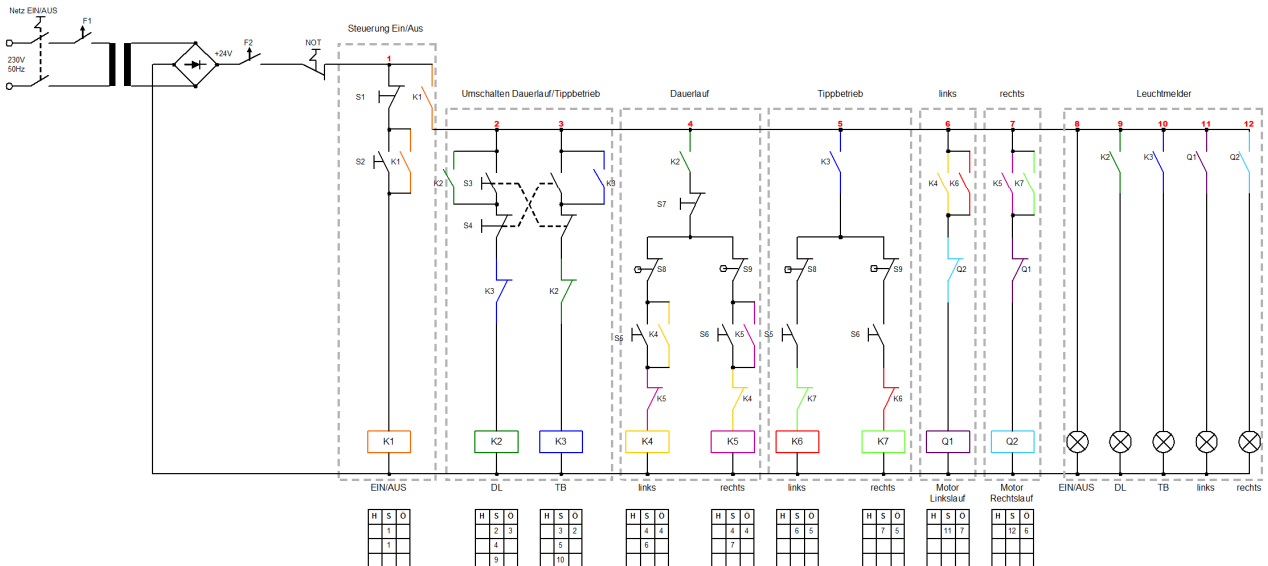 Netz EIN/AUS
F1
230V
50Hz
+24V
F2
NOT
Steuerung Ein/Aus
1
S1
K1
S2
K1
Umschalten Dauerlauf/Tippbetrieb
Dauerlauf
Tippbetrieb
links
rechts
Leuchtmelder
2
3
4
5
6
7
8
9
10
11
12
K2
S3
K3
S4
K3
K2
K2
S7
S8
S9
S5
K4
S6
K5
K5
K4
K3
S8
S9
S5
S6
K7
K6
K4
K6
Q2
K5
K7
Q1
K2
K3
Q1
Q2
K1
K2
K3
K4
K5
K6
K7
Q1
Q2
EIN/AUS
DL
TB
links
rechts
links
rechts
Motor
Linkslauf
Motor
Rechtslauf
EIN/AUS
DL
TB
links
rechts
H S Ö
1
1
H S Ö
2 3
4
9
H S Ö
3 2
5
10
H S Ö
4 4
6
H S Ö
4 4
7
H S Ö
6 5
H S Ö
7 5
H S Ö
11 7
H S Ö
12 6